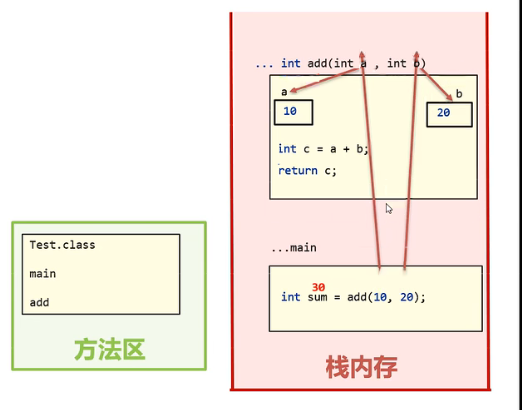 Test.class
main
add
方法区
... int add(int a , int b)
a
b
10
20
int c = a + b;
return c;
...main
30
int sum = add(10, 20);
栈内存